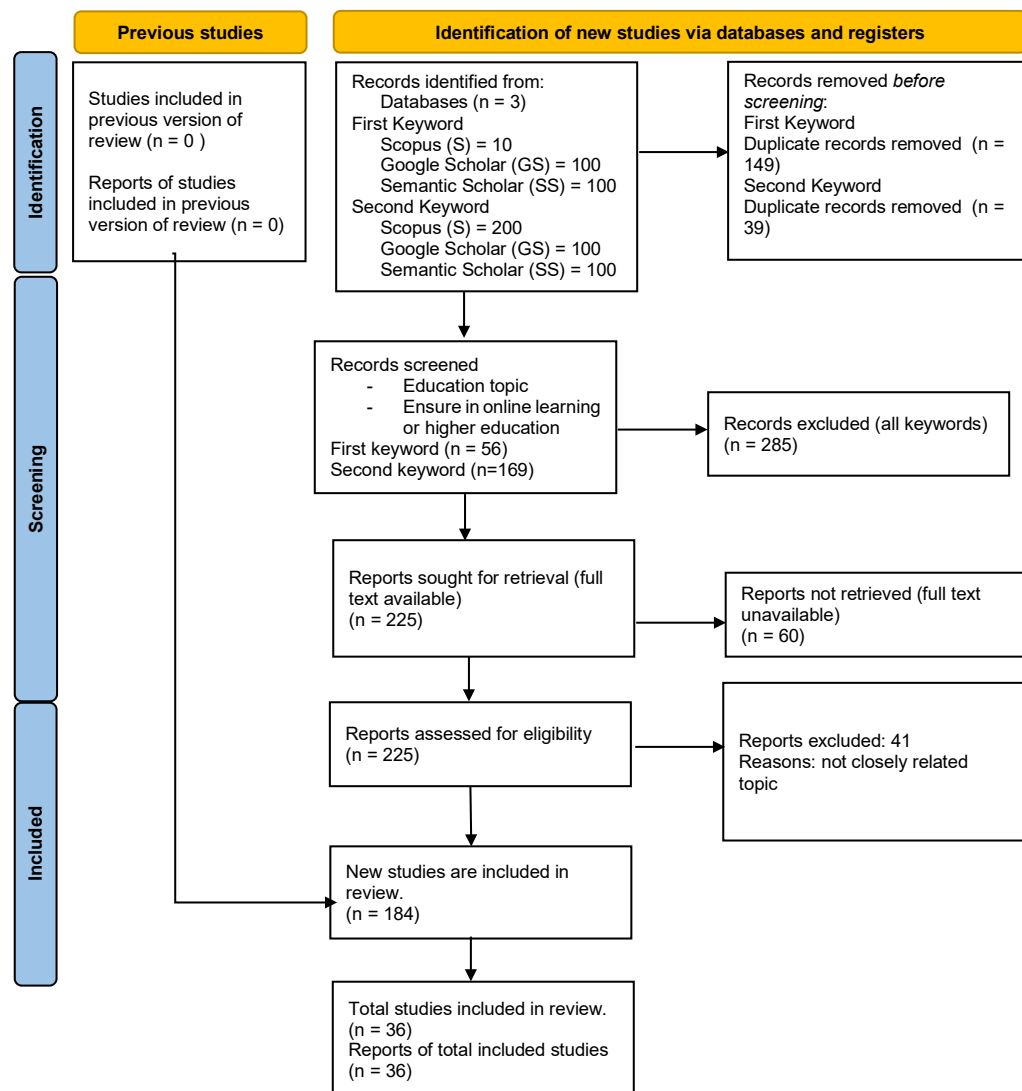 Previous studies
Identification of new studies via databases and registers
Identification
Studies included in
previous version of
review (n = 0 )
Reports of studies
included in previous
version of review (n = 0)
Records identified from:
Databases (n = 3)
First Keyword
Scopus (S) = 10
Google Scholar (GS) = 100
Semantic Scholar (SS) = 100
Second Keyword
Scopus (S) = 200
Google Scholar (GS) = 100
Semantic Scholar (SS) = 100
Records removed before
screening:
First Keyword
Duplicate records removed (n =
149)
Second Keyword
Duplicate records removed (n =
39)
Screening
Records screened
- Education topic
- Ensure in online learning
or higher education
First keyword (n = 56)
Second keyword (n=169)
Records excluded (all keywords)
(n = 285)
Reports sought for retrieval (full
text available)
(n = 225)
Reports not retrieved (full text
unavailable)
(n = 60)
Included
Reports assessed for eligibility
(n = 225)
Reports excluded: 41
Reasons: not closely related
topic
New studies are included in
review.
(n = 184)
Total studies included in review.
(n = 36)
Reports of total included studies
(n = 36)